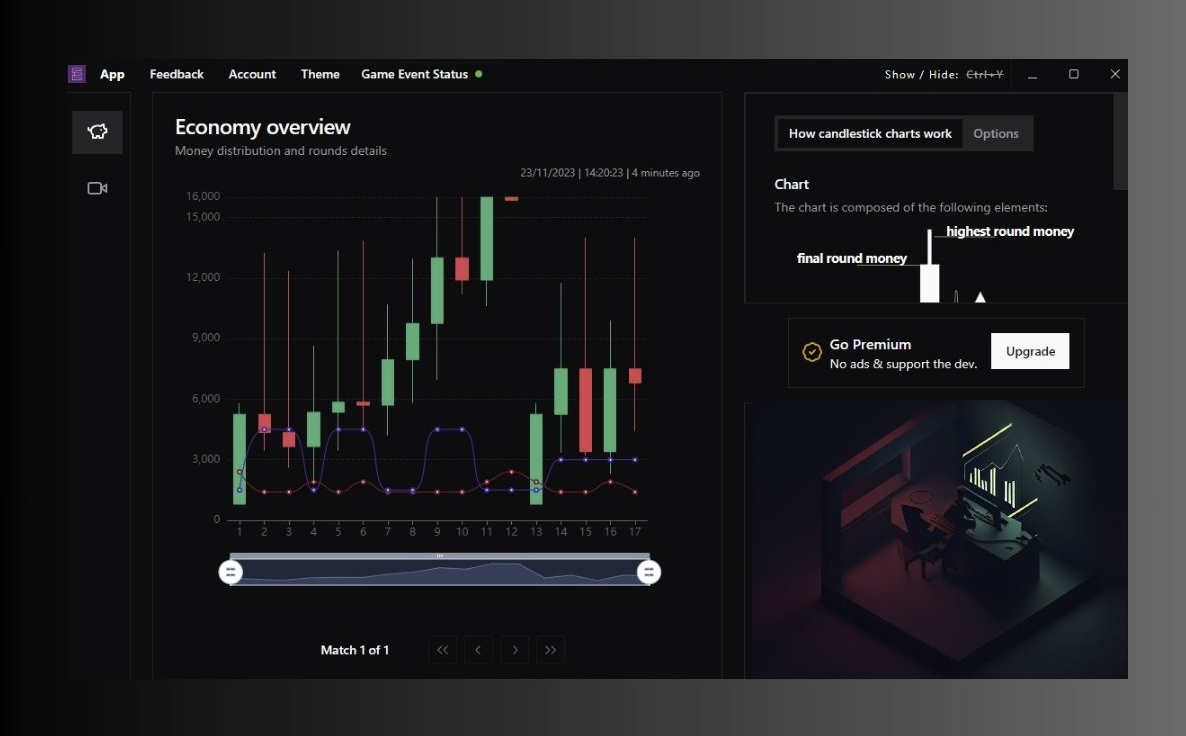 App Feedback Account Theme Game Event Status Show / Hide: Ctrl+Y
Economy overview
Money distribution and rounds details
23/11/2023 | 14:20:23 | 4 minutes ago
16,000
15,000
12,000
9,000
6,000
3,000
0
1 2 3 4 5 6 7 8 9 10 11 12 13 14 15 16 17
Match 1 of 1
How candlestick charts work Options
Chart
The chart is composed of the following elements:
highest round money
final round money
Go Premium
No ads & support the dev.
Upgrade